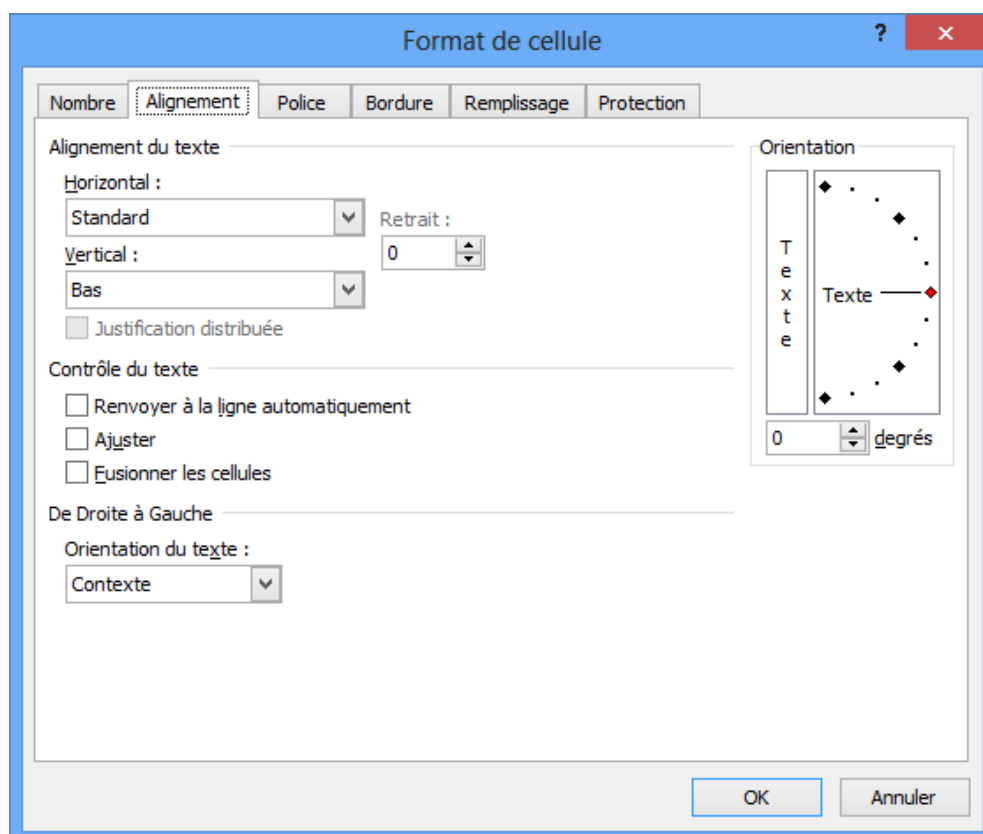 Format de cellule
?
Nombre Alignement Police Bordure Remplissage Protection
Alignement du texte
Horizontal :
Standard
Retrait :
0
Vertical :
Bas
Justification distribuée
Contrôle du texte
Renvoyer à la ligne automatiquement
Ajuster
Fusionner les cellules
De Droite à Gauche
Orientation du texte :
Contexte
Orientation
T
e
x
t
e
Texte
0 degrés
OK Annuler